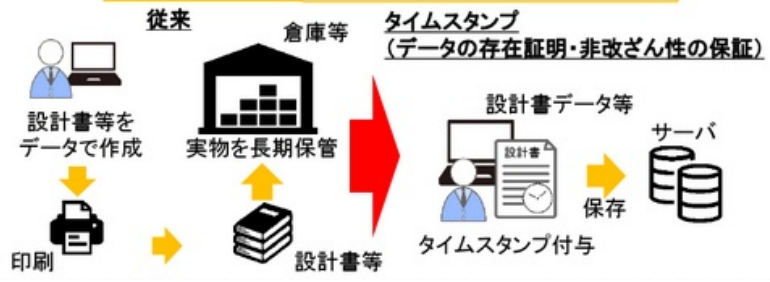 従来
設計書等を
データで作成
印刷
設計書等
実物を長期保管
倉庫等
タイムスタンプ
(データの存在証明・非改ざん性の保証)
設計書データ等
設計書
タイムスタンプ付与
保存
サーバ